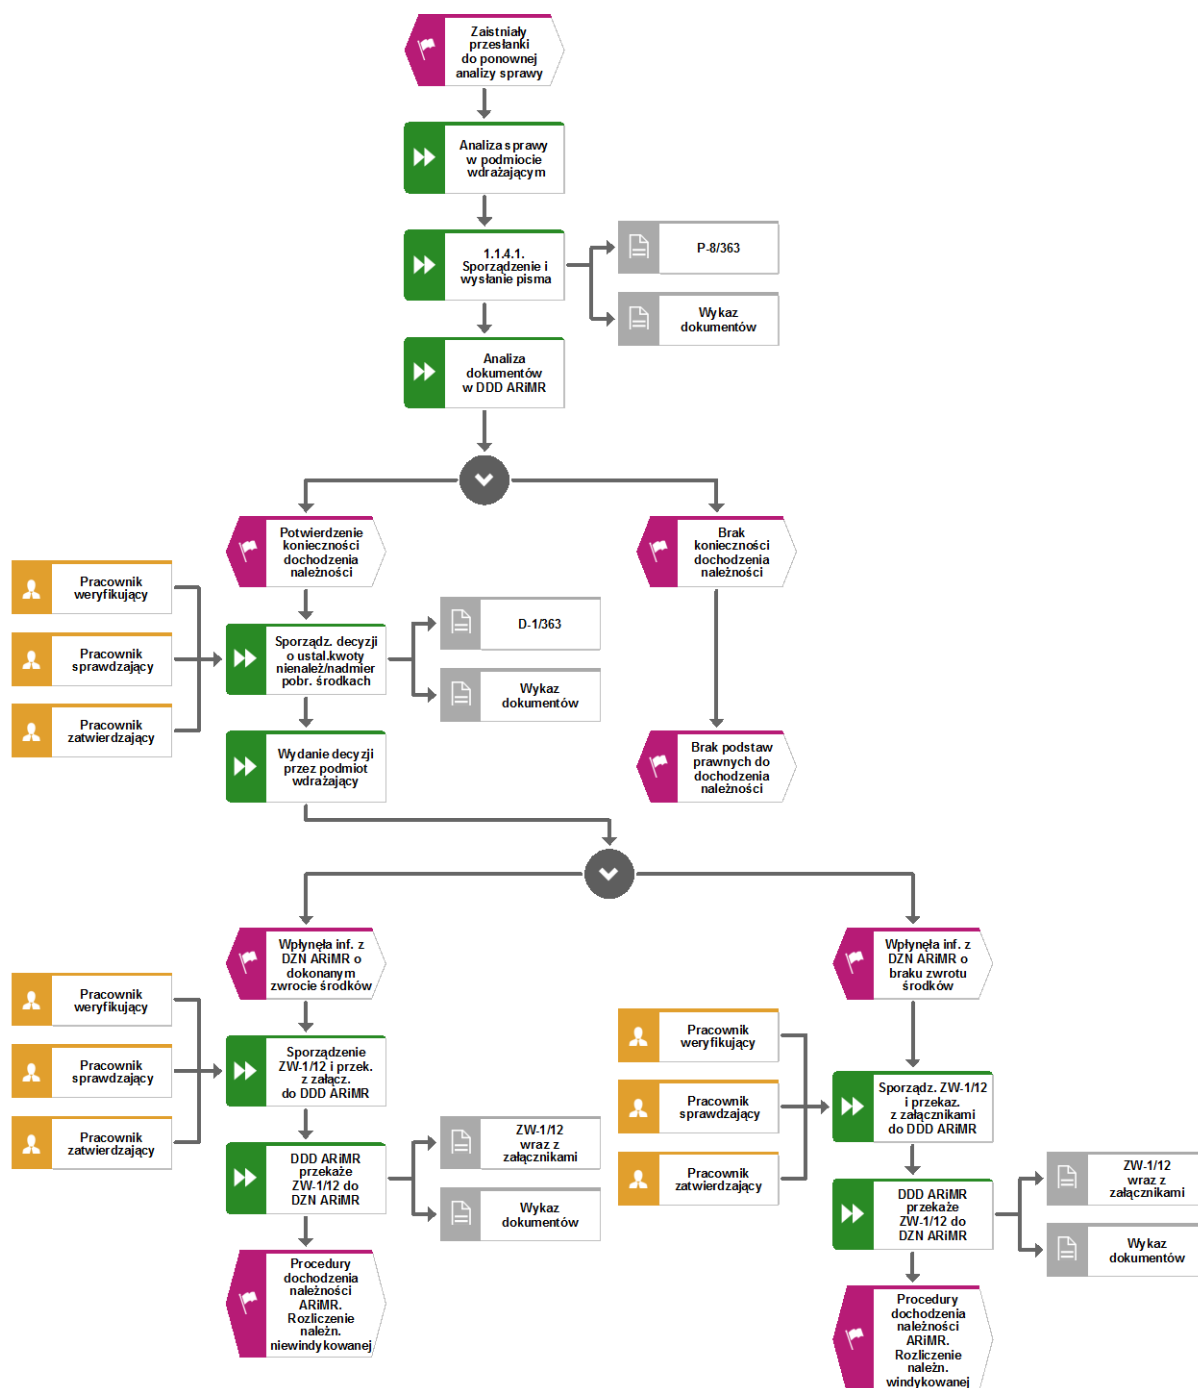 Zaistniały
przesłanki
do ponownej
analizy sprawy
Analiza sprawy
w podmiocie
wdrażającym
1.1.4.1.
Sporządzenie i
wysłanie pisma
P-8/363
Wykaz
dokumentów
Analiza
dokumentów
w DDD ARiMR
Potwierdzenie
konieczności
dochodzenia
należności
Brak
konieczności
dochodzenia
należności
Pracownik
weryfikujący
Pracownik
sprawdzający
Pracownik
zatwierdzający
Sporządz. decyzji
o ustal.kwoty
nienależ/nadmier
pobr. środkach
D-1/363
Wykaz
dokumentów
Wydanie decyzji
przez podmiot
wdrażający
Brak podstaw
prawnych do
dochodzenia
należności
Wpłynęła inf. z
DZN ARiMR o
dokonanym
zwrocie środków
Wpłynęła inf. z
DZN ARiMR o
braku zwrotu
środków
Pracownik
weryfikujący
Pracownik
sprawdzający
Pracownik
zatwierdzający
Sporządzenie
ZW-1/12 i przek.
z załącz.
do DDD ARiMR
Pracownik
weryfikujący
Pracownik
sprawdzający
Pracownik
zatwierdzający
Sporządz. ZW-1/12
i przekaz.
z załącznikami
do DDD ARiMR
DDD ARiMR
przekaże
ZW-1/12 do
DZN ARiMR
ZW-1/12
wraz z
załącznikami
Wykaz
dokumentów
DDD ARiMR
przekaże
ZW-1/12 do
DZN ARiMR
ZW-1/12
wraz z
załącznikami
Wykaz
dokumentów
Procedury
dochodzenia
należności
ARiMR.
Rozliczenie
należn.
niewindykowanej
Procedury
dochodzenia
należności
ARiMR.
Rozliczenie
należn.
windykowanej